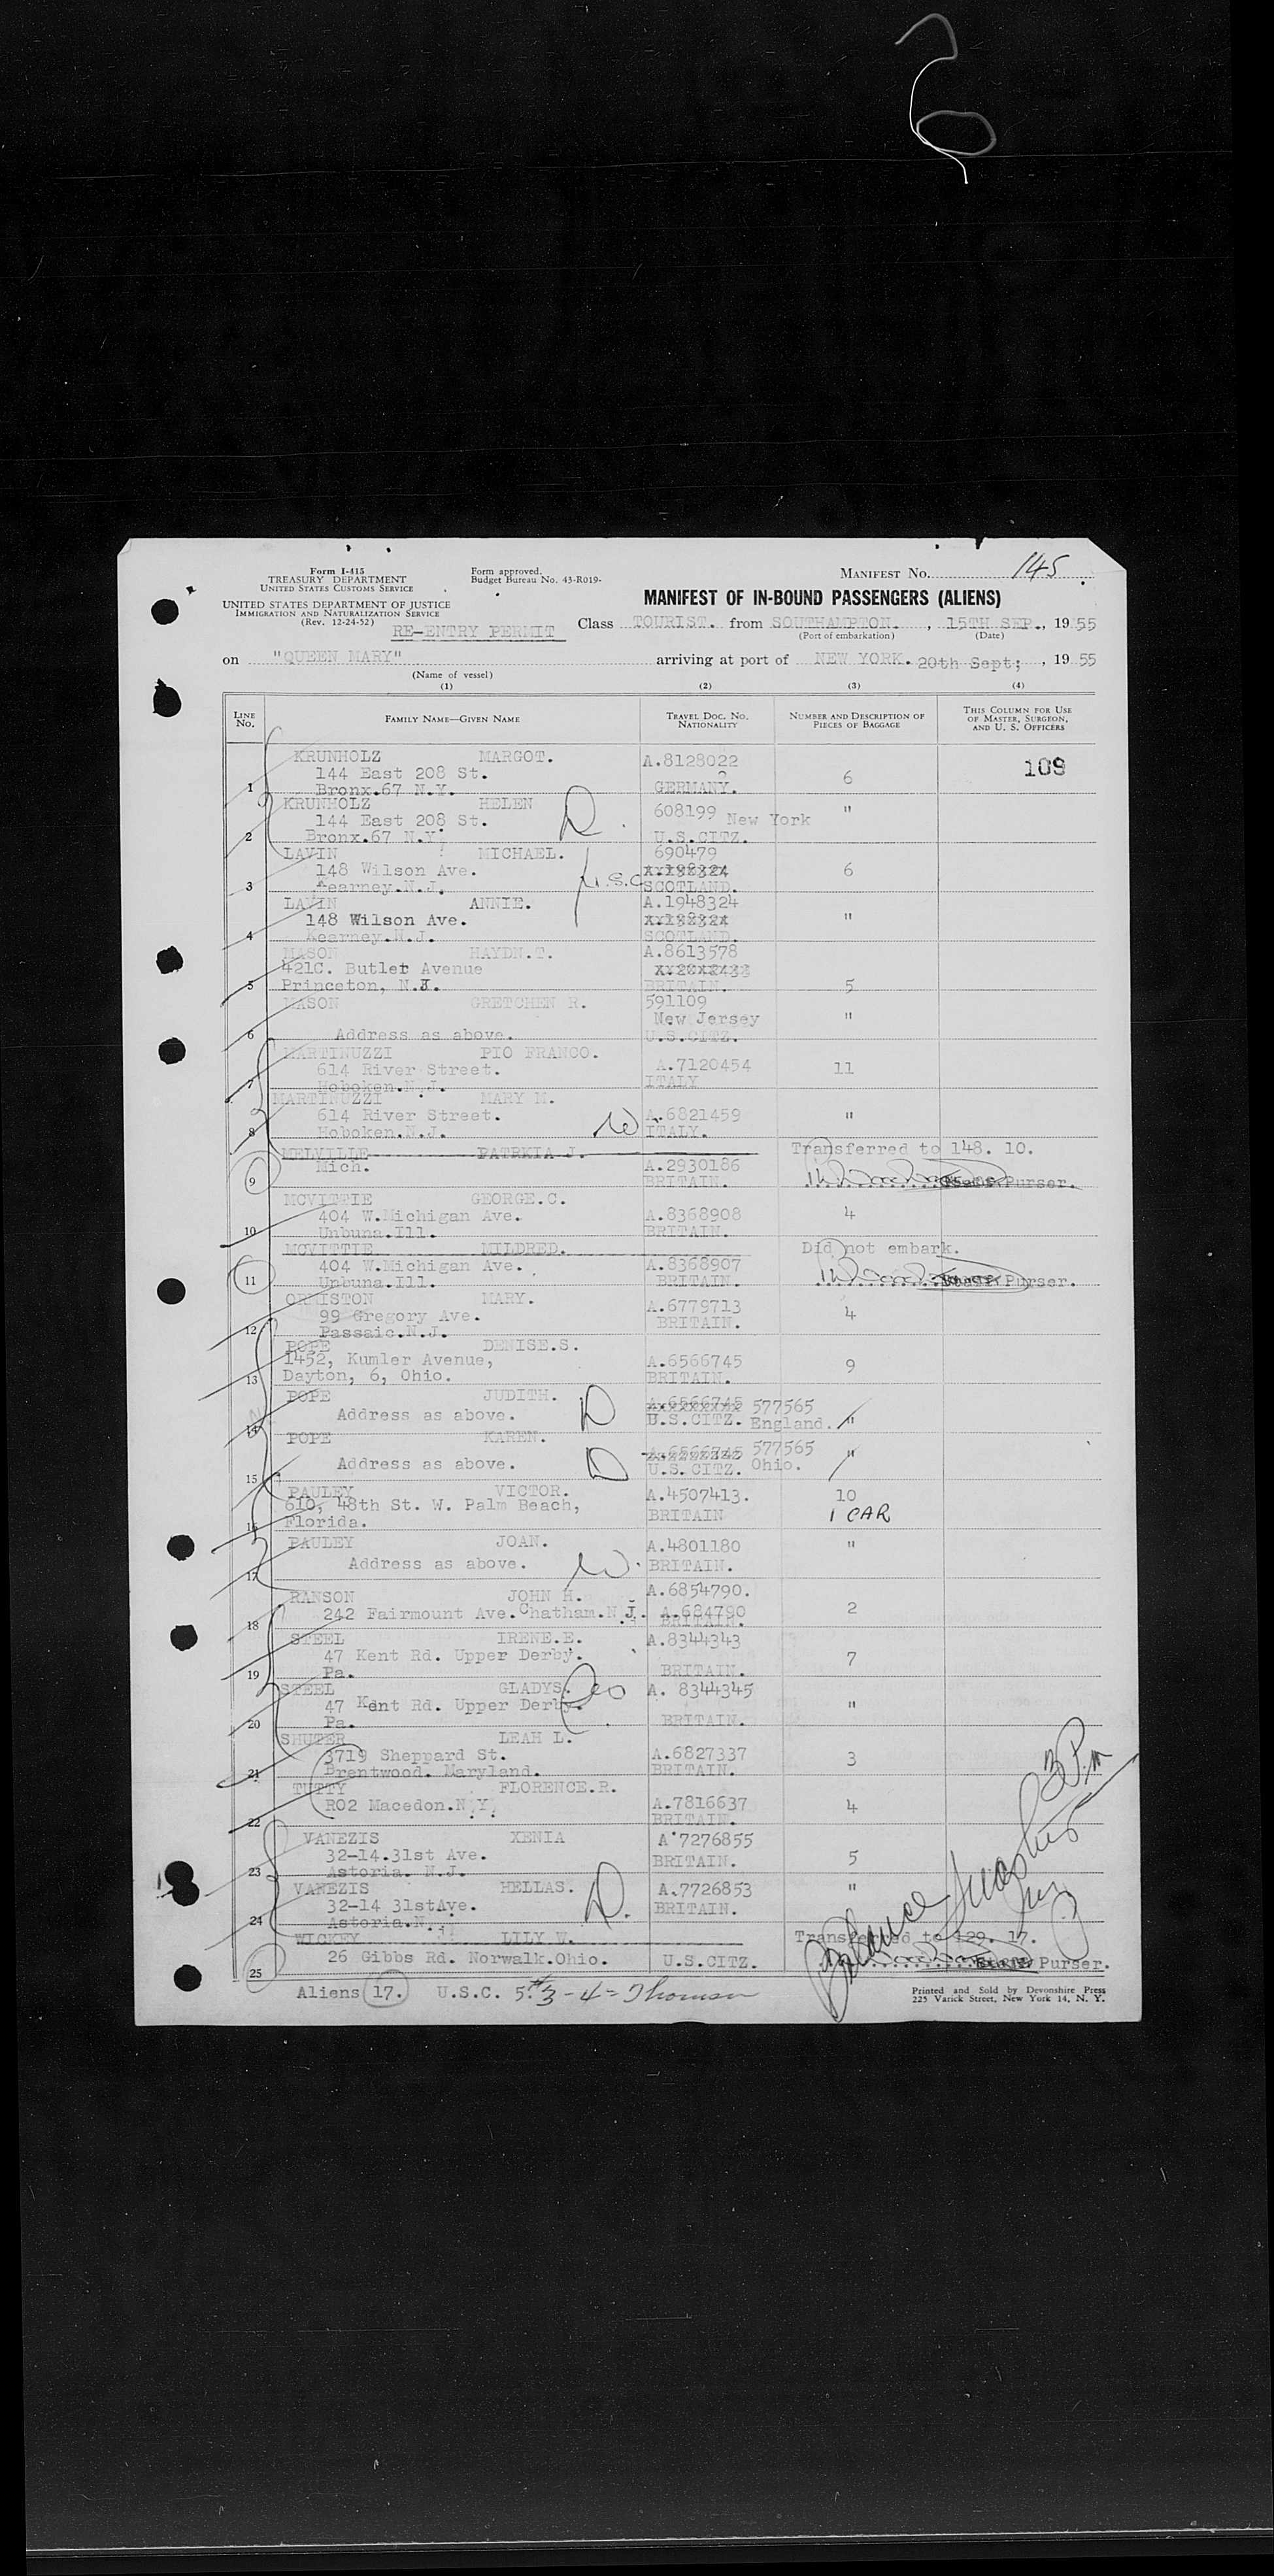 6
Form I-415
TREASURY DEPARTMENT
UNITED STATES CUSTOMS SERVICE
Form approved.
Budget Bureau No. 43-R019-
MANIFEST NO. 145
UNITED STATES DEPARTMENT OF JUSTICE
IMMIGRATION AND NATURALIZATION SERVICE
(Rev. 12-24-52)
MANIFEST OF IN-BOUND PASSENGERS (ALIENS)
RE-ENTRY PERMIT Class TOURIST. from SOUTHAMPTON. , 15TH SEP., 1955
(Port of embarkation) (Date)
on "QUEEN MARY" arriving at port of NEW YORK. 20th Sept; , 1955
(Name of vessel)
(1) (2) (3) (4)
LINE NO. FAMILY NAME—GIVEN NAME TRAVEL DOC. NO. NATIONALITY NUMBER AND DESCRIPTION OF PIECES OF BAGGAGE THIS COLUMN FOR USE OF MASTER, SURGEON, AND U. S. OFFICERS
KRUNHOLZ MARGOT. A.8128022
144 East 208 St. 6 109
1 Bronx.67 N.Y. GERMANY.
KRUNHOLZ HELEN 608199 New York "
144 East 208 St. D.
2 Bronx.67 N.Y. U.S.CITZ.
LAVIN MICHAEL. 690479
148 Wilson Ave. U.S.C 6
3 Kearney.N.J. SCOTLAND.
LAVIN ANNIE. A.1948324
148 Wilson Ave. "
4 Kearney.N.J. SCOTLAND.
MASON HAYDN.T. A.8613578
421C. Butler Avenue
5 Princeton, N.J. BRITAIN. 5
MASON GRETCHEN R. 591109
New Jersey "
6 Address as above. U.S.CITZ.
MARTINUZZI PIO FRANCO.
614 River Street. A.7120454 11
7 Hoboken.N.J. ITALY
MARTINUZZI MARY M.
614 River Street. A.6821459 "
8 Hoboken.N.J. W ITALY.
MELVILLE PATRKIA J. Transferred to 148. 10.
Mich. A.2930186
9 BRITAIN. Purser.
MCVITTIE GEORGE.C.
404 W.Michigan Ave. A.8368908 4
10 Unbuna.Ill. BRITAIN.
MCVITTIE MILDRED. Did not embark.
404 W.Michigan Ave. A.8368907
11 Unbuna.Ill. BRITAIN. Purser.
ORMISTON MARY. A.6779713
99 Gregory Ave. BRITAIN. 4
12 Passaic.N.J.
POPE DENISE.S.
1452, Kumler Avenue, A.6566745 9
13 Dayton, 6, Ohio. BRITAIN.
POPE JUDITH. A.6566745 577565
14 Address as above. D U.S.CITZ. England. "
POPE KAREN. A.6566745 577565 "
15 Address as above. D U.S.CITZ. Ohio.
PAULEY VICTOR. A.4507413. 10
610, 48th St. W. Palm Beach, BRITAIN 1 CAR
16 Florida.
PAULEY JOAN. A.4801180 "
17 Address as above. W. BRITAIN.
RANSON JOHN H. A.6854790.
242 Fairmount Ave. Chatham.N.J. A.684790 2
18 BRITAIN.
STEEL IRENE.E. A.8344343
47 Kent Rd. Upper Derby. 7
19 Pa. BRITAIN.
STEEL GLADYS. A. 8344345
47 Kent Rd. Upper Derby. "
20 Pa. BRITAIN.
SHUTER LEAH L.
3719 Sheppard St. A.6827337 3
21 Brentwood. Maryland. BRITAIN.
TUTTY FLORENCE.R.
RO2 Macedon.N.Y. A.7816637 4
22 BRITAIN.
VANEZIS XENIA A.7276855
32-14.31st Ave. BRITAIN. 5
23 Astoria. N.J.
VANEZIS HELLAS. A.7726853 "
32-14 31stAve. D. BRITAIN.
24 Astoria.N.
WICKEY LILY W. Transferred to 129. 17.
25 26 Gibbs Rd. Norwalk.Ohio. U.S.CITZ. Purser.
3 P.m
Balance
Aliens 17. U.S.C. 5. #3-4= Thomson
Printed and Sold by Devonshire Press
225 Varick Street, New York 14, N. Y.